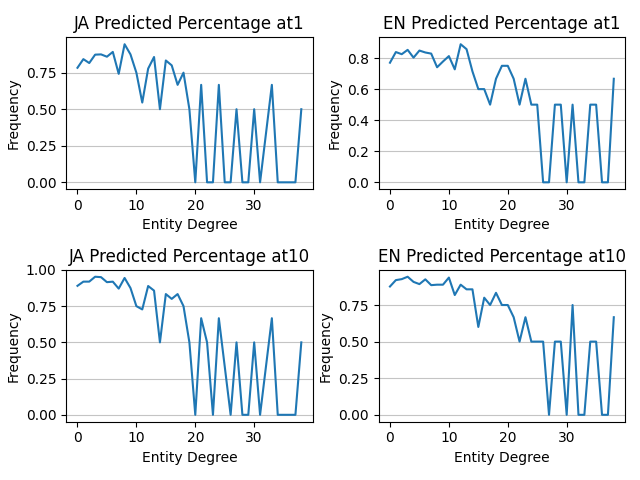 JA Predicted Percentage at1
EN Predicted Percentage at1
Frequency
0.75
0.50
0.25
0.00
0 10 20 30
Entity Degree
Frequency
0.8
0.6
0.4
0.2
0.0
0 10 20 30
Entity Degree
JA Predicted Percentage at10
EN Predicted Percentage at10
Frequency
1.00
0.75
0.50
0.25
0.00
0 10 20 30
Entity Degree
Frequency
0.75
0.50
0.25
0.00
0 10 20 30
Entity Degree